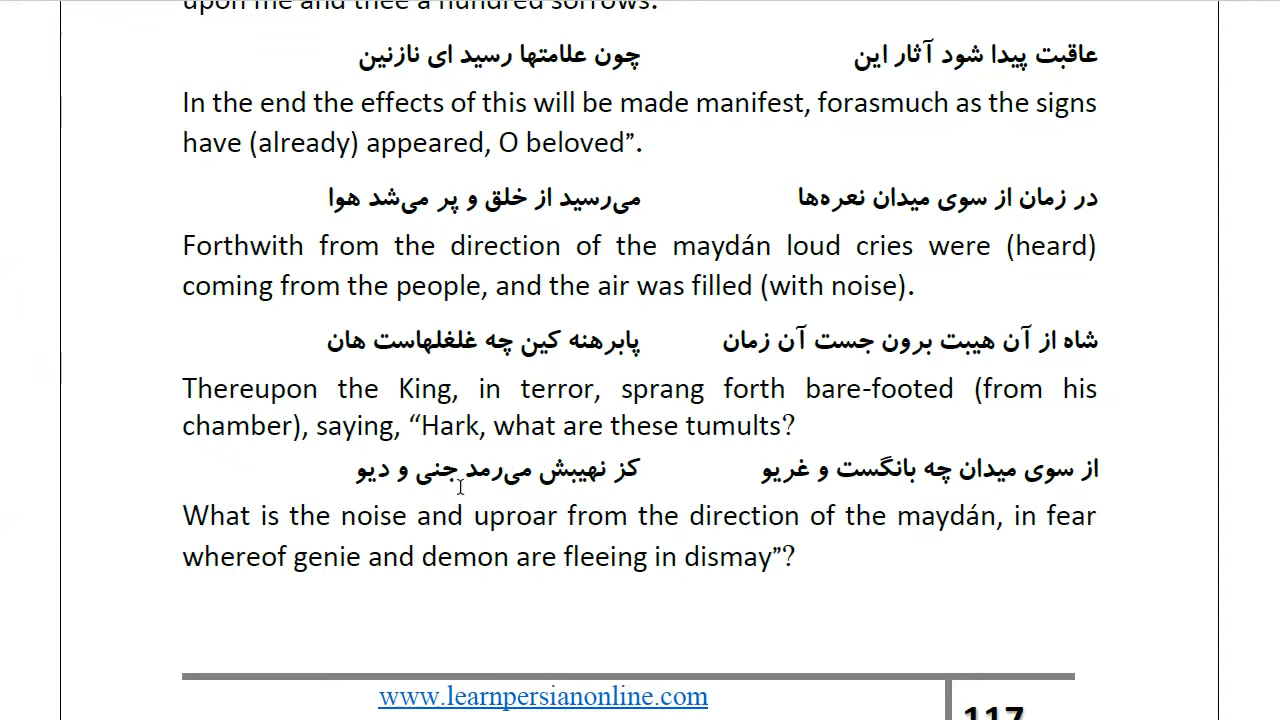 upon me and thee a hundred sorrows.
عاقبت پیدا شود آثار این چون علامتها رسید ای نازنین
In the end the effects of this will be made manifest, forasmuch as the signs
have (already) appeared, O beloved”.
در زمان از سوی میدان نعره‌ها می‌رسید از خلق و پر می‌شد هوا
Forthwith from the direction of the maydán loud cries were (heard)
coming from the people, and the air was filled (with noise).
شاه از آن هیبت برون جست آن زمان پابرهنه کین چه غلغلهاست هان
Thereupon the King, in terror, sprang forth bare-footed (from his
chamber), saying, “Hark, what are these tumults?
از سوی میدان چه بانگست و غریو کز نهیبش می‌رمد جنی و دیو
What is the noise and uproar from the direction of the maydán, in fear
whereof genie and demon are fleeing in dismay”?
www.learnpersianonline.com
117